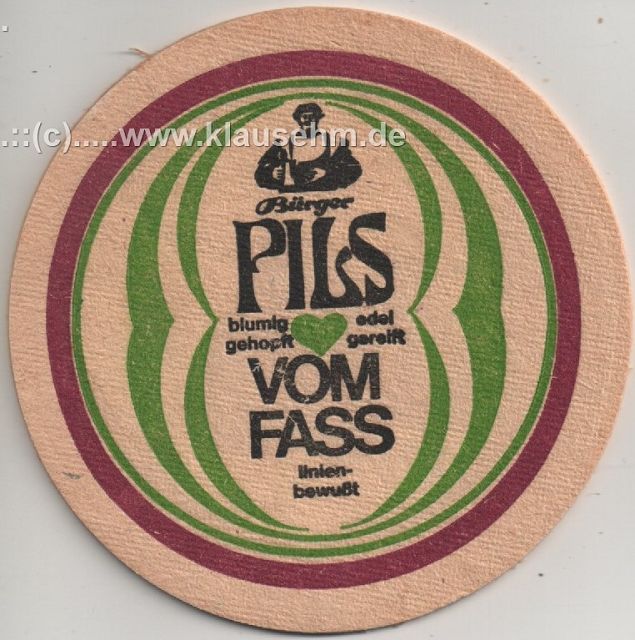 .
.::(c).....www.klausehm.de
Bürger
PILS
blumig edel
gehopft gereift
VOM
FASS
linien-
bewußt